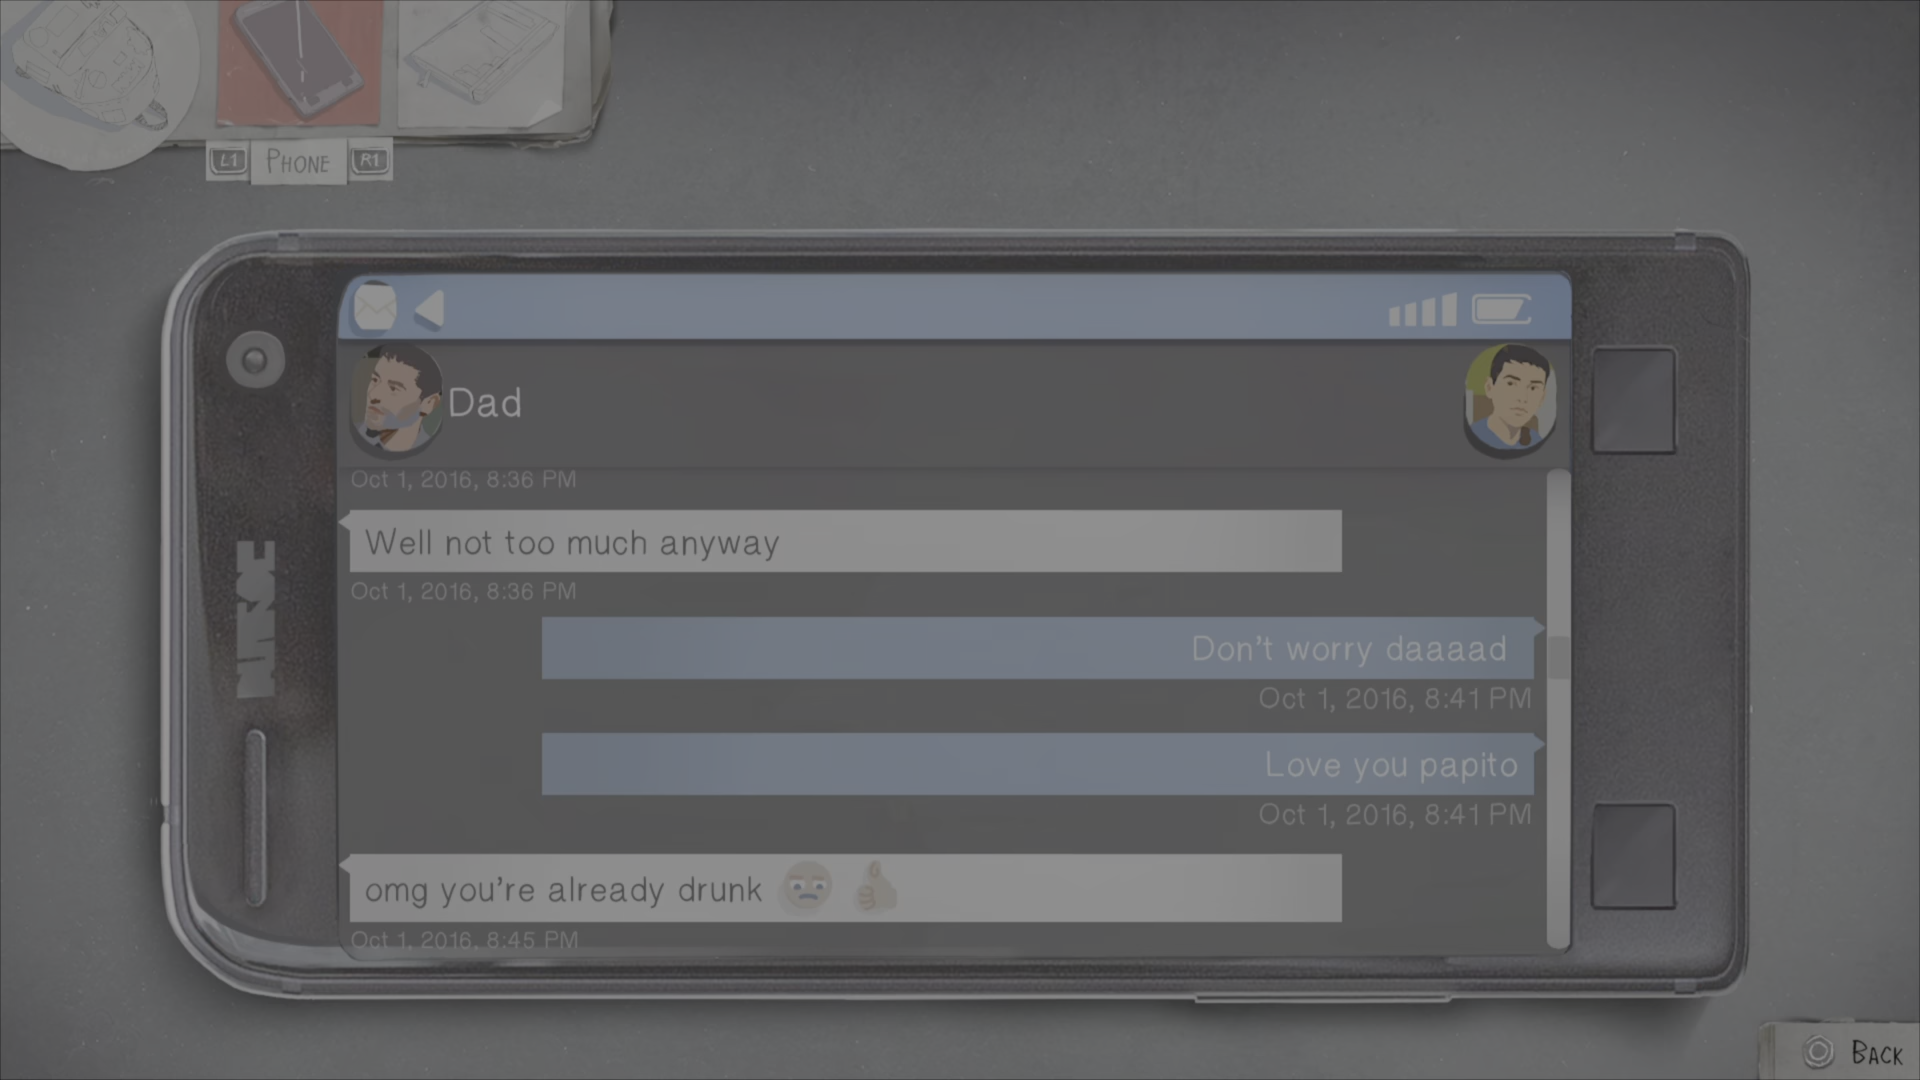 L1 PHONE R1
Dad
Oct 1, 2016, 8:36 PM
Well not too much anyway
Oct 1, 2016, 8:36 PM
Don't worry daaaad
Oct 1, 2016, 8:41 PM
Love you papito
Oct 1, 2016, 8:41 PM
omg you're already drunk 😳 👍
Oct 1, 2016, 8:45 PM
BACK